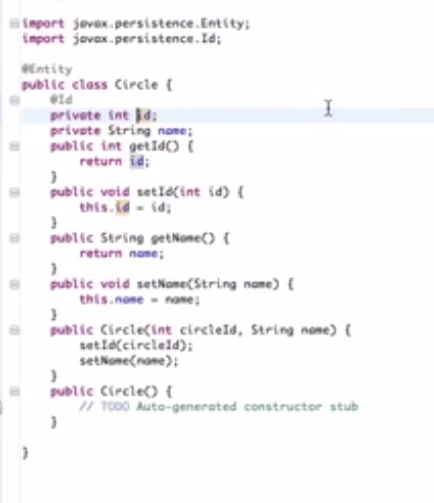 import javax.persistence.Entity;
import javax.persistence.Id;
@Entity
public class Circle {
@Id
private int id;
private String name;
public int getId() {
return id;
}
public void setId(int id) {
this.id = id;
}
public String getName() {
return name;
}
public void setName(String name) {
this.name = name;
}
public Circle(int circleId, String name) {
setId(circleId);
setName(name);
}
public Circle() {
// TODO Auto-generated constructor stub
}
}